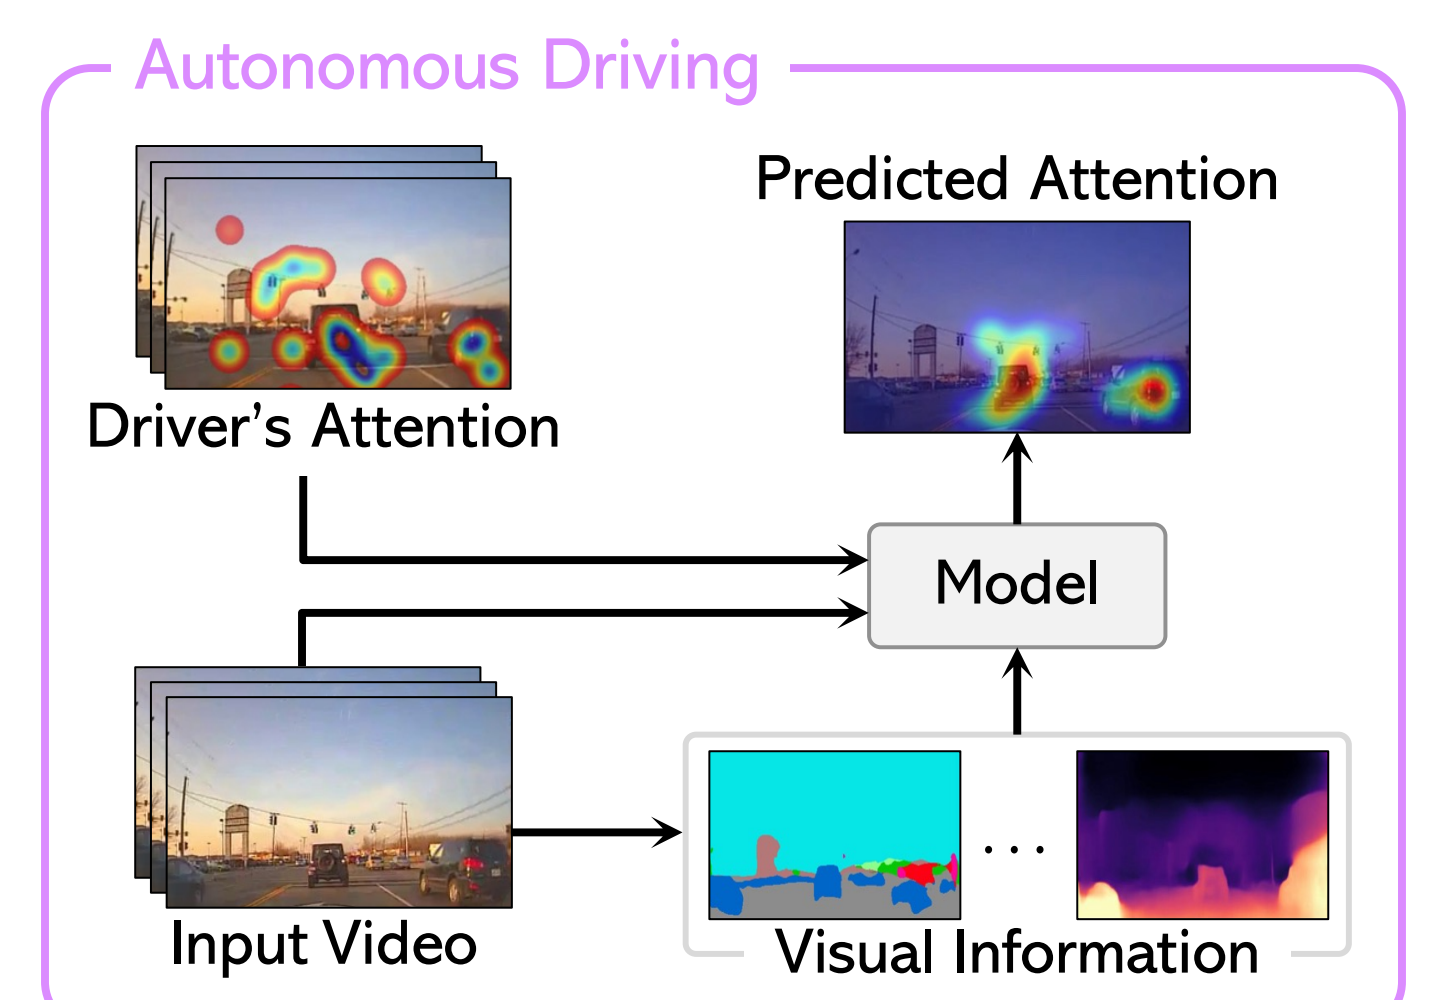 Autonomous Driving
Predicted Attention
Driver's Attention
Model
Input Video
...
Visual Information